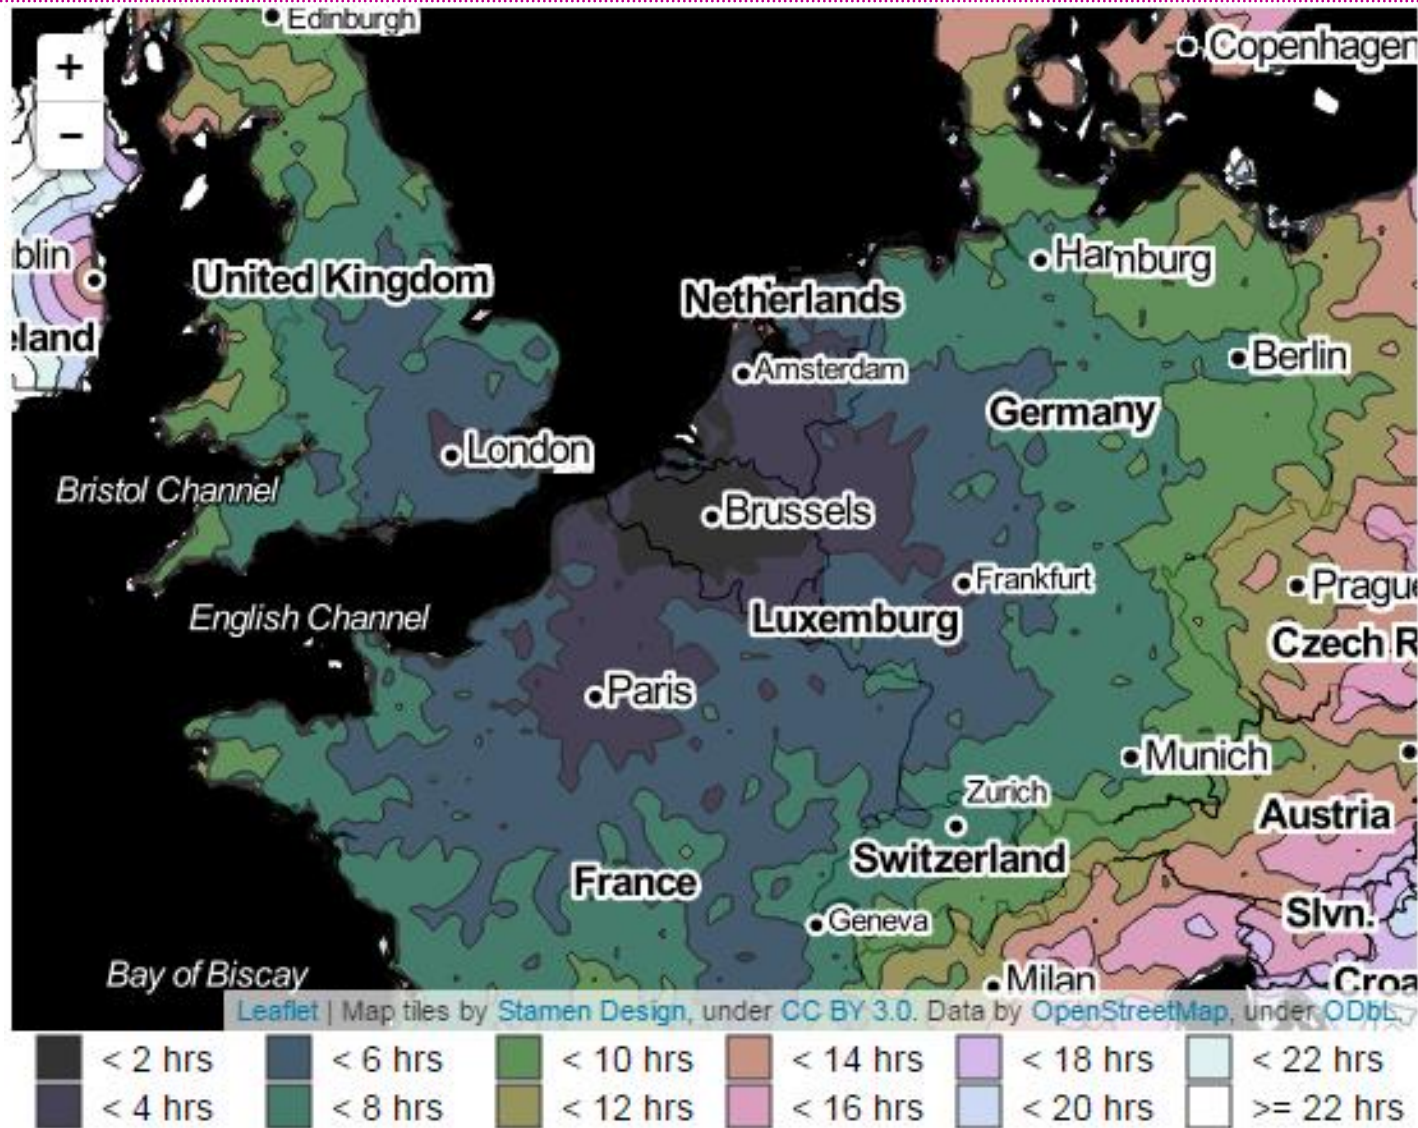 +
Edinburgh
Copenhagen
−
blin
Hamburg
United Kingdom
Netherlands
eland
Berlin
Amsterdam
Germany
London
Bristol Channel
Brussels
Frankfurt
Prague
English Channel
Luxemburg
Czech R
Paris
Munich
Zurich
Austria
Switzerland
France
Slvn.
Geneva
Bay of Biscay
Milan
Croa
Leaflet | Map tiles by Stamen Design, under CC BY 3.0. Data by OpenStreetMap, under ODbL.
< 2 hrs < 6 hrs < 10 hrs < 14 hrs < 18 hrs < 22 hrs
< 4 hrs < 8 hrs < 12 hrs < 16 hrs < 20 hrs >= 22 hrs